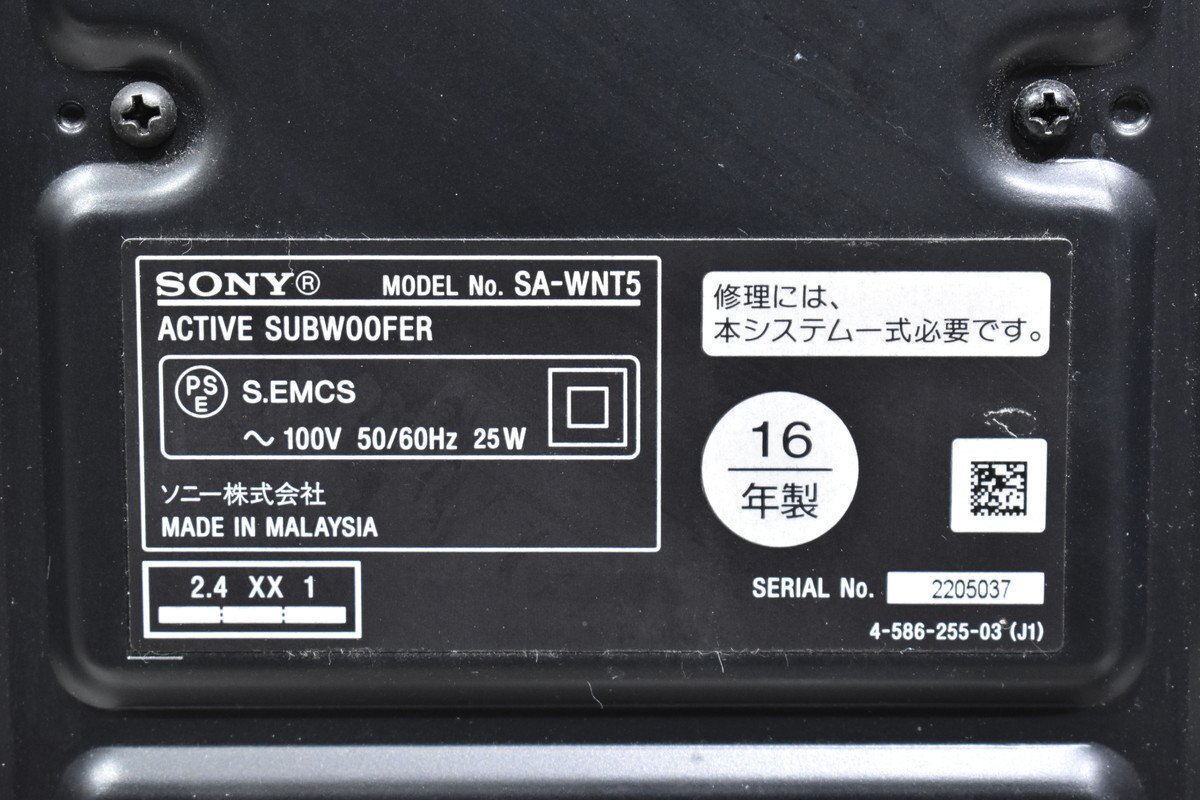 SONY® MODEL No. SA-WNT5
ACTIVE SUBWOOFER
PSE S.EMCS
～ 100V 50/60Hz 25W
ソニー株式会社
MADE IN MALAYSIA
2.4 XX 1
修理には、
本システム一式必要です。
16
年製
SERIAL No. 2205037
4-586-255-03 (J1)